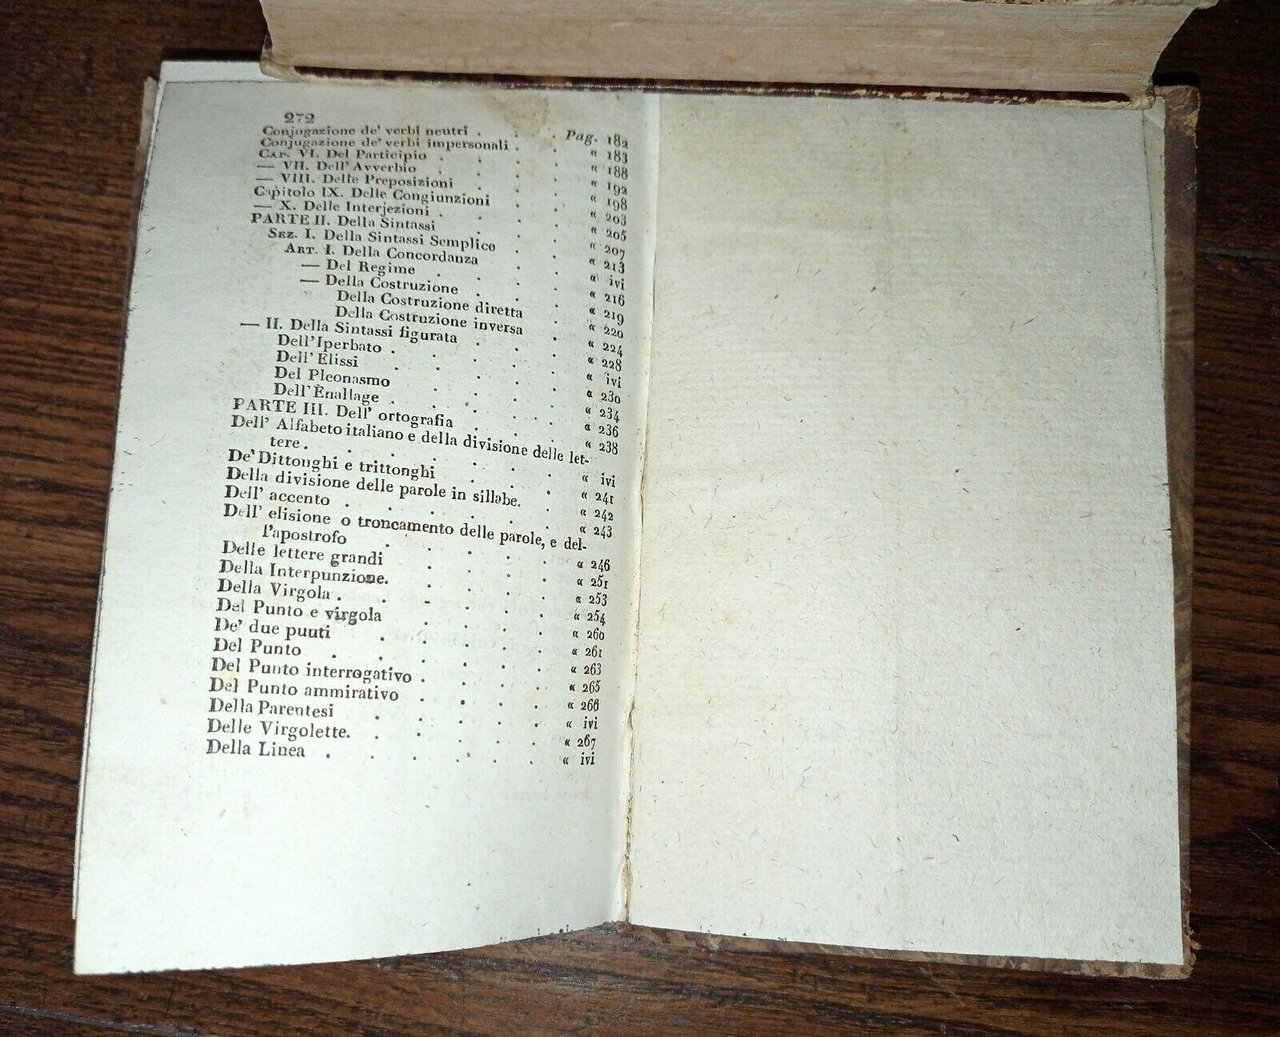 272
Conjugazione de' verbi neutri . . . Pag. 182
Conjugazione de' verbi impersonali . . « 183
CAP. VI. Del Participio . . . . « 188
— VII. Dell' Avverbio . . . . « 192
— VIII. Delle Preposizioni . . . « 198
Capitolo IX. Delle Congiunzioni . . « 203
— X. Delle Interjezioni . . . . « 205
PARTE II. Della Sintassi . . . « 207
SEZ. I. Della Sintassi Semplice . . « 213
ART. I. Della Concordanza . . « ivi
— Del Regime . . . . « 216
— Della Costruzione . . . « 219
Della Costruzione diretta . « 220
Della Costruzione inversa . « 224
— II. Della Sintassi figurata . . . « 228
Dell'Iperbato . . . . . « ivi
Dell'Elissi . . . . . « 230
Del Pleonasmo . . . . « 234
Dell'Enallage . . . . . « 236
PARTE III. Dell' ortografia . . . . « 238
Dell' Alfabeto italiano e della divisione delle let-
tere . . . . . . . « ivi
De' Dittonghi e trittonghi . . . « 241
Della divisione delle parole in sillabe. . « 242
Dell' accento . . . . . . « 243
Dell' elisione o troncamento delle parole, e del-
l'apostrofo . . . . . « 246
Delle lettere grandi . . . . « 251
Della Interpunzione. . . . . « 253
Della Virgola . . . . . . « 254
Del Punto e virgola . . . . « 260
De' due puuti . . . . . « 261
Del Punto . . . . . . « 263
Del Punto interrogativo . . . . « 265
Del Punto ammirativo . . . . « 266
Della Parentesi . . . . . « ivi
Delle Virgolette. . . . . . « 267
Della Linea . . . . . . « ivi